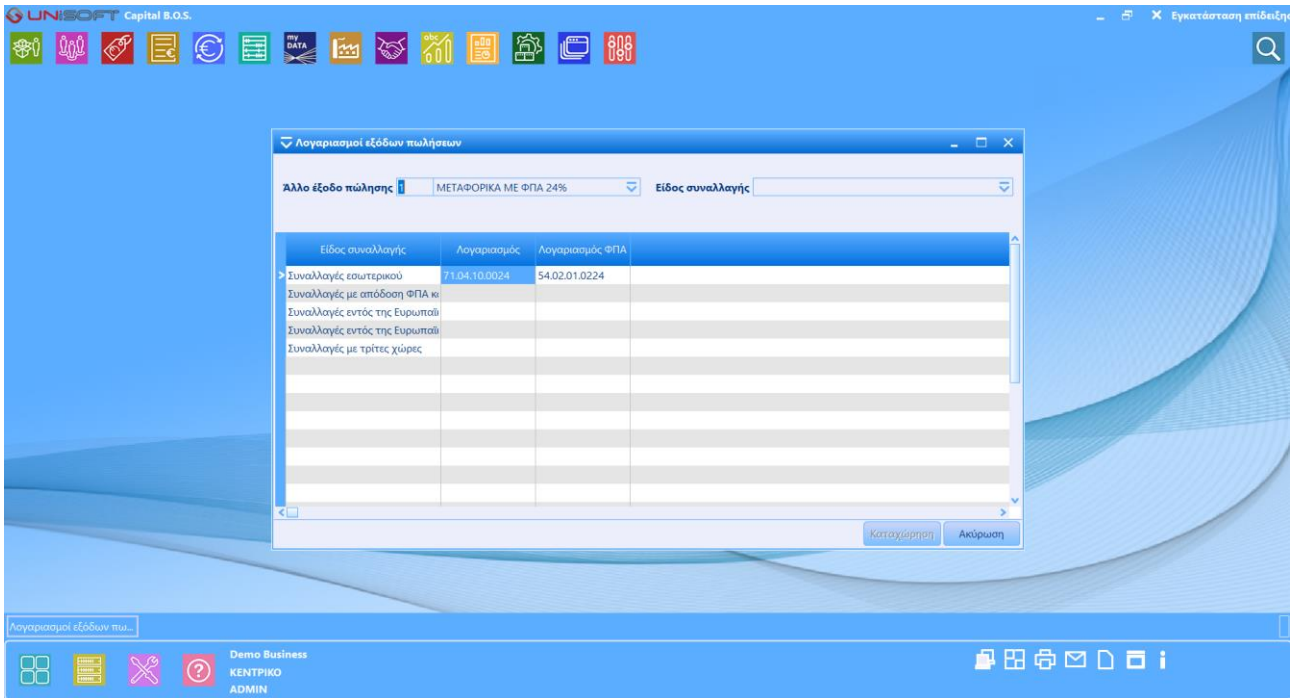 UNISOFT Capital B.O.S.
Εγκατάσταση επίδειξης
my DATA
abc
Λογαριασμοί εξόδων πωλήσεων
Άλλο έξοδο πώλησης 1 ΜΕΤΑΦΟΡΙΚΑ ΜΕ ΦΠΑ 24% Είδος συναλλαγής
Είδος συναλλαγής Λογαριασμός Λογαριασμός ΦΠΑ
Συναλλαγές εσωτερικού 71.04.10.0024 54.02.01.0224
Συναλλαγές με απόδοση ΦΠΑ κ
Συναλλαγές εντός της Ευρωπαϊ
Συναλλαγές εντός της Ευρωπαϊ
Συναλλαγές με τρίτες χώρες
Καταχώρηση Ακύρωση
Λογαριασμοί εξόδων πω...
Demo Business
ΚΕΝΤΡΙΚΟ
ADMIN